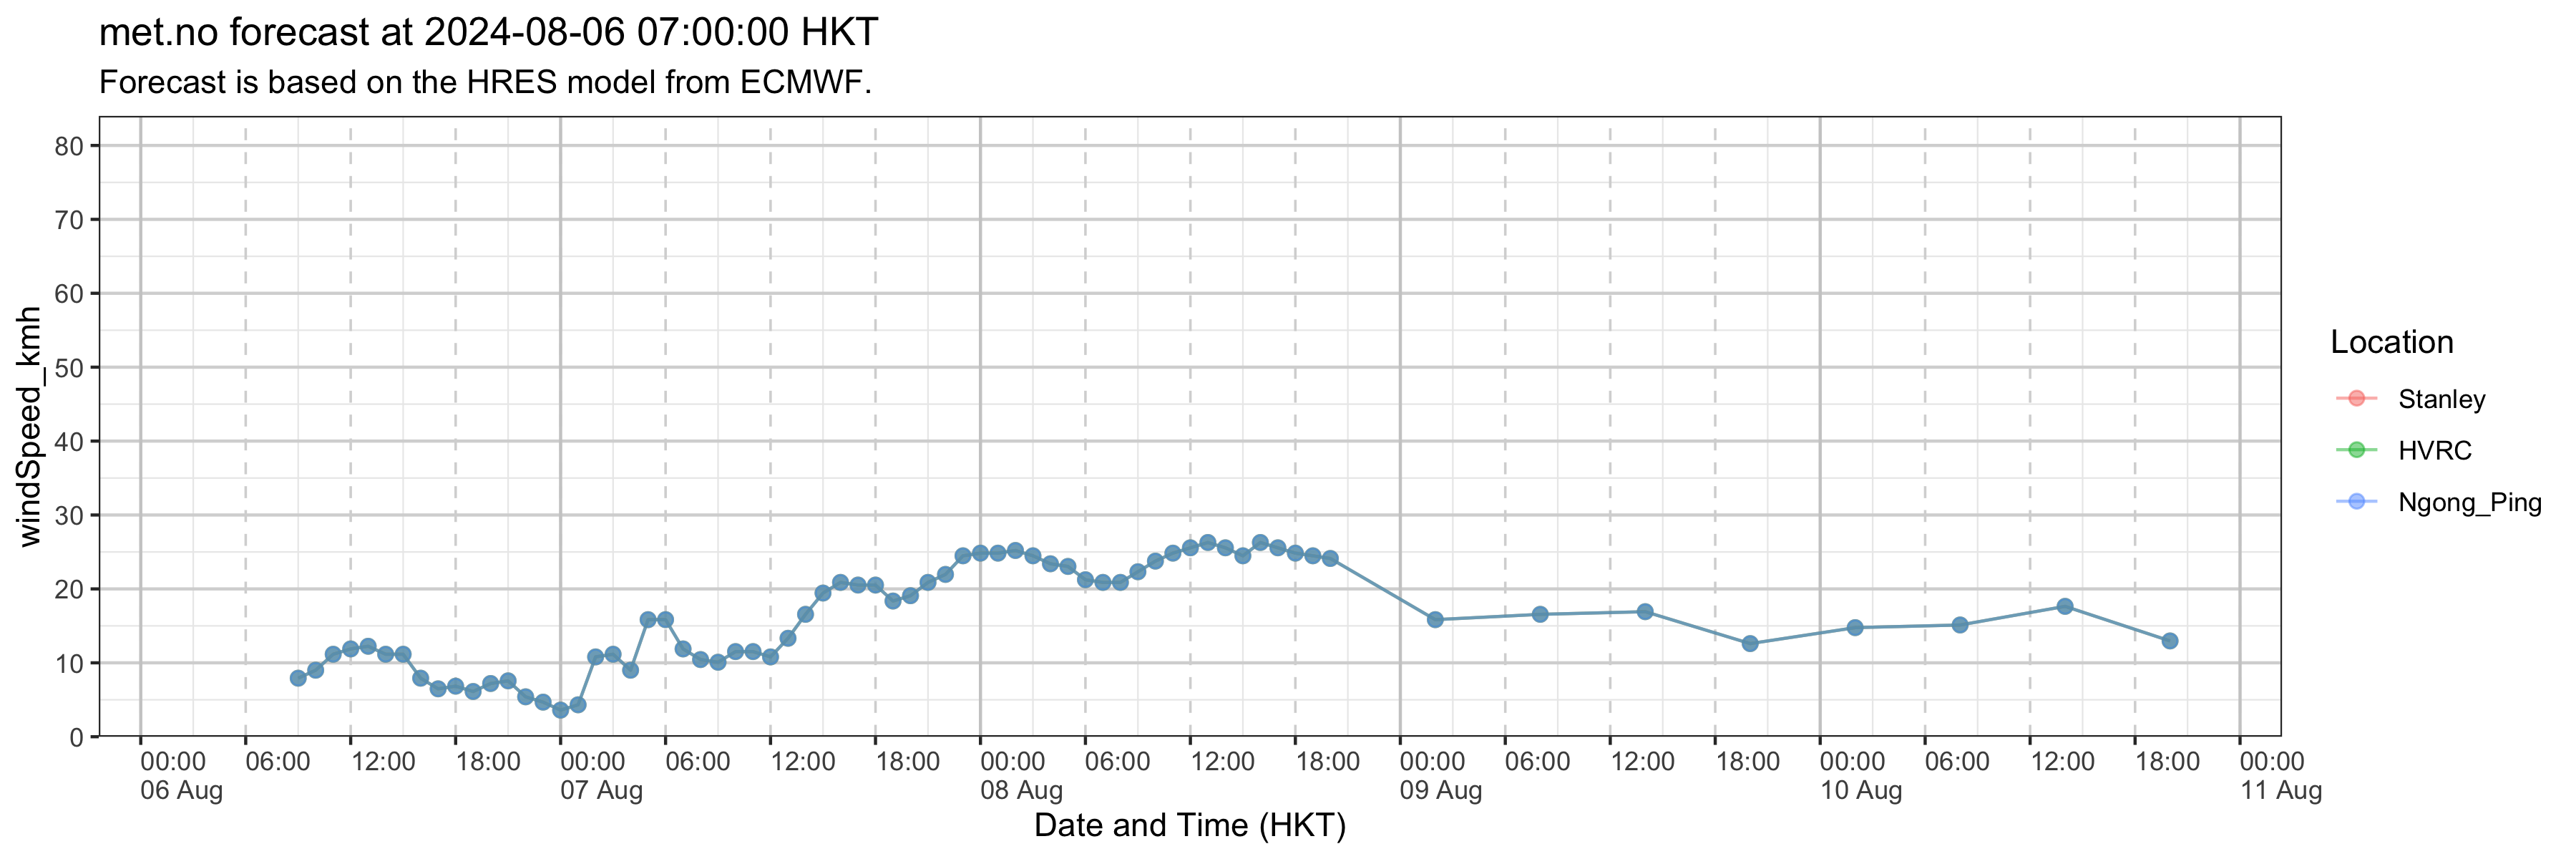 met.no forecast at 2024-08-06 07:00:00 HKT
Forecast is based on the HRES model from ECMWF.
windSpeed_kmh
80
70
60
50
40
30
20
10
0
00:00 06:00 12:00 18:00 00:00 06:00 12:00 18:00 00:00 06:00 12:00 18:00 00:00 06:00 12:00 18:00 00:00 06:00 12:00 18:00 00:00
06 Aug 07 Aug 08 Aug 09 Aug 10 Aug 11 Aug
Date and Time (HKT)
Location
Stanley
HVRC
Ngong_Ping